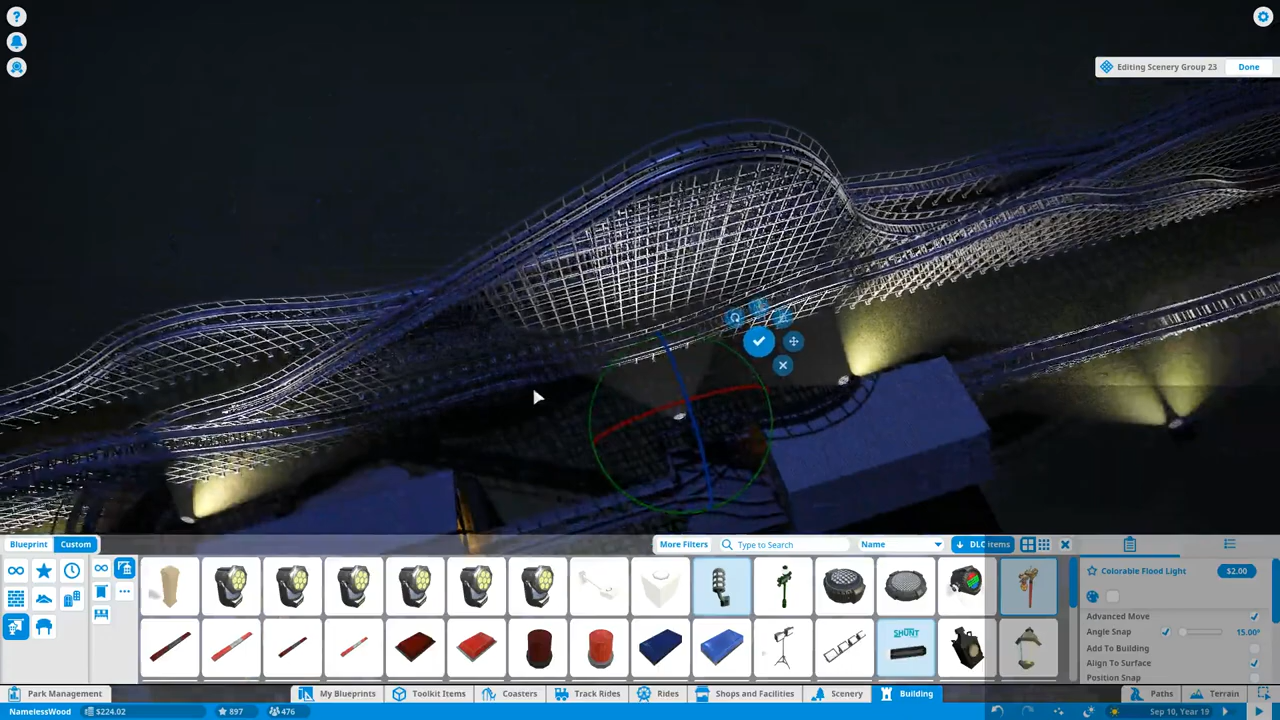 ?
Editing Scenery Group 23 Done
Blueprint Custom More Filters Type to Search Name DLC Items
Colorable Flood Light $2.00
Advanced Move
Angle Snap 15.00°
Add To Building
SHUNT
Align To Surface
Position Snap
Park Management My Blueprints Toolkit Items Coasters Track Rides Rides Shops and Facilities Scenery Building Paths Terrain
NamelessWood $224.02 897 476 Sep 10, Year 19